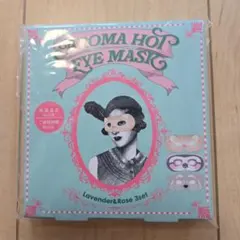 AROMA HOT
EYE MASK
Lavender&Rose 3set